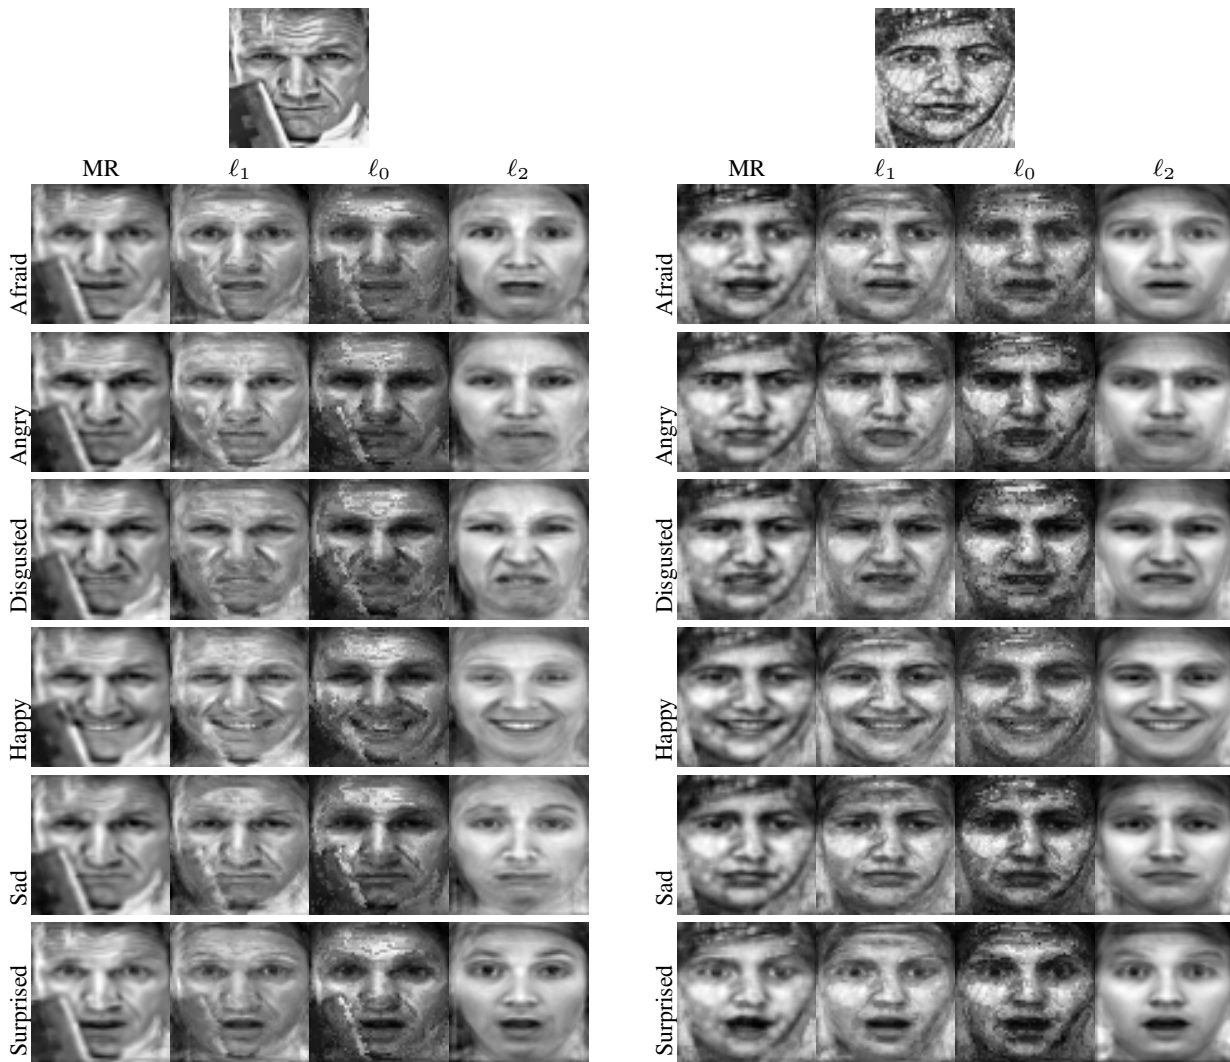 MR ℓ₁ ℓ₀ ℓ₂ MR ℓ₁ ℓ₀ ℓ₂
Afraid Afraid
Angry Angry
Disgusted Disgusted
Happy Happy
Sad Sad
Surprised Surprised